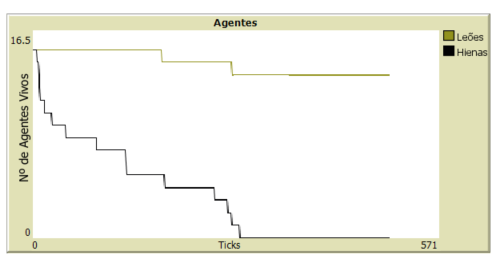 Agentes
16.5
Leões
Hienas
Nº de Agentes Vivos
0
0
Ticks
571